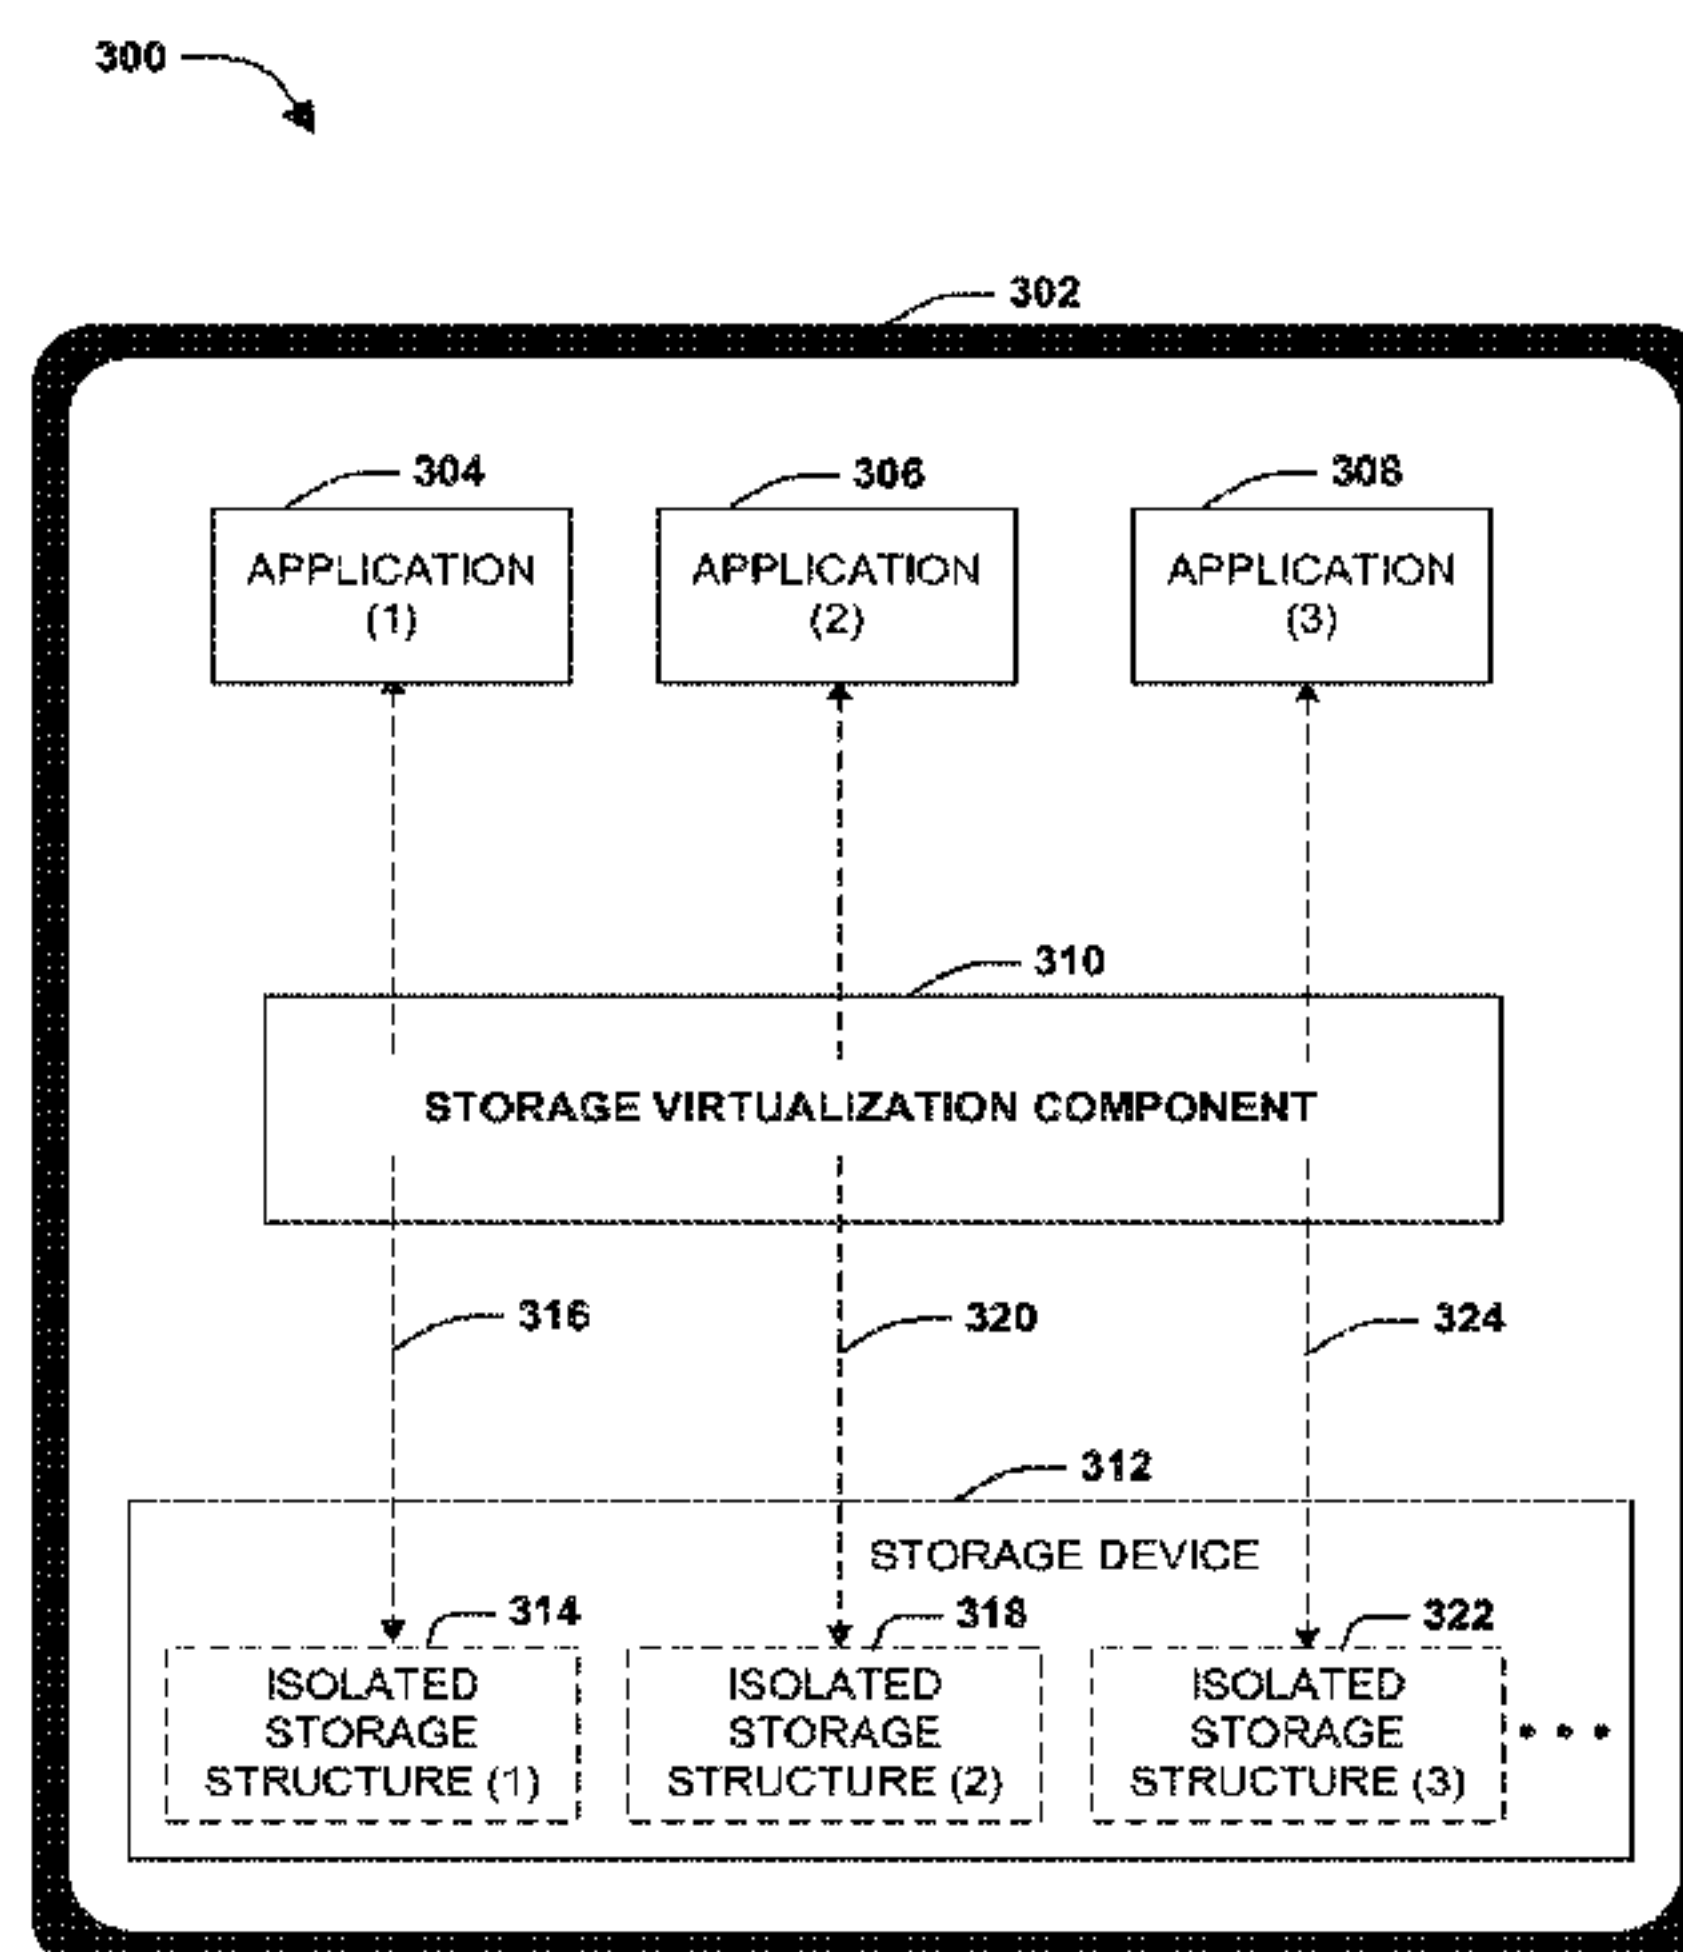 300
302
304
306
308
APPLICATION
(1)
APPLICATION
(2)
APPLICATION
(3)
310
STORAGE VIRTUALIZATION COMPONENT
316
320
324
312
STORAGE DEVICE
314
318
322
ISOLATED
STORAGE
STRUCTURE (1)
ISOLATED
STORAGE
STRUCTURE (2)
ISOLATED
STORAGE
STRUCTURE (3)
• • •